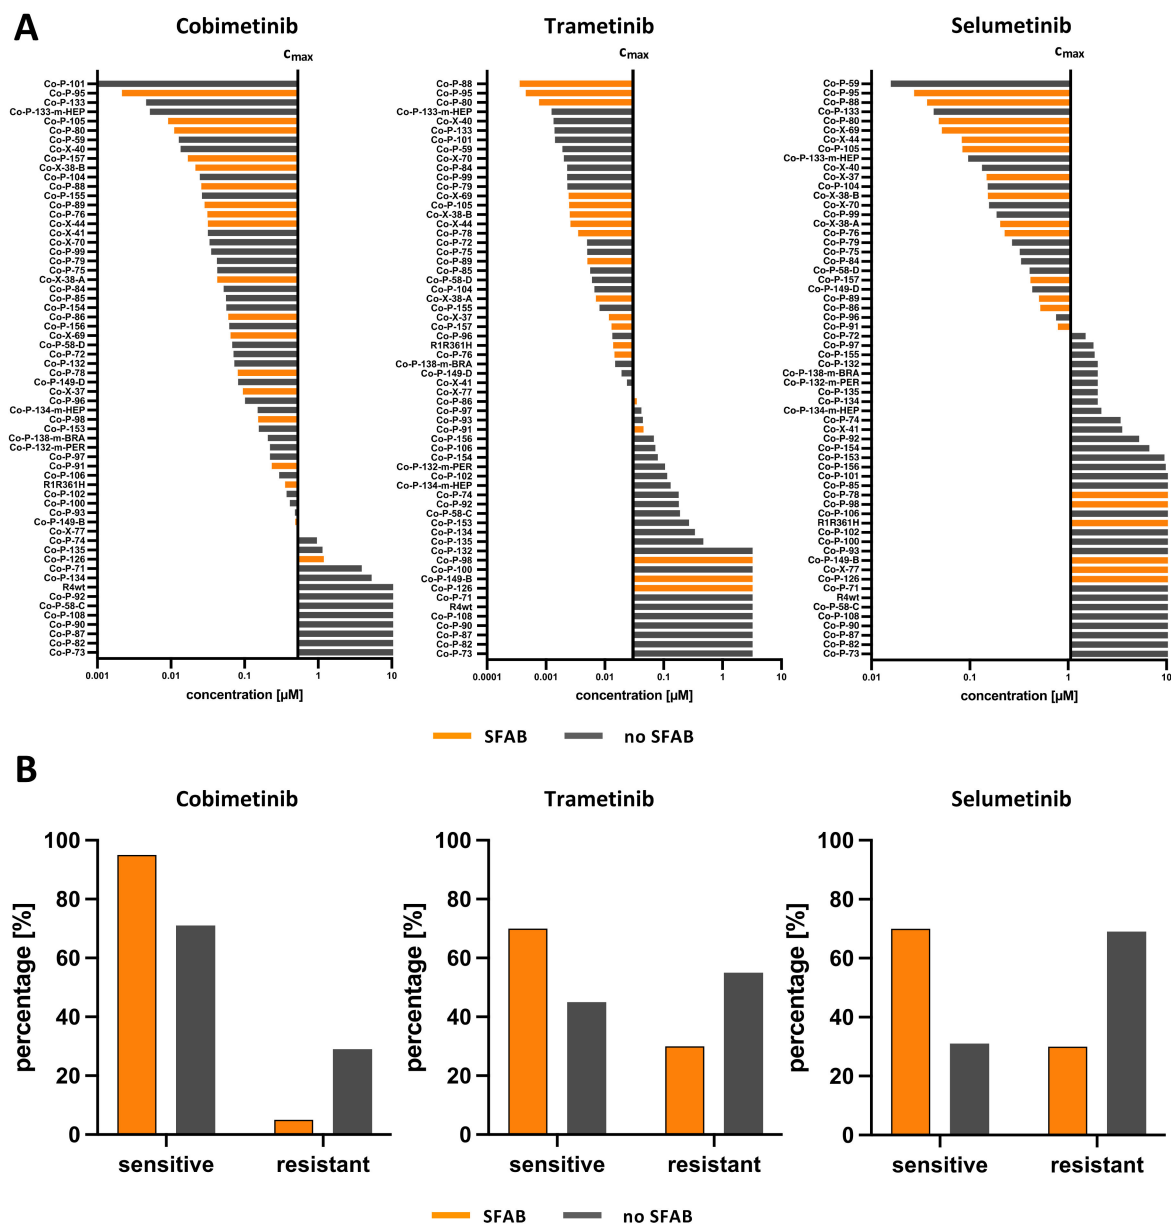 A
Cobimetinib
cmax
Co-P-101
Co-P-95
Co-P-133
Co-P-133-m-HEP
Co-P-105
Co-P-80
Co-P-59
Co-X-40
Co-P-157
Co-X-38-B
Co-P-104
Co-P-88
Co-P-155
Co-P-89
Co-P-76
Co-X-44
Co-X-41
Co-X-70
Co-P-99
Co-P-79
Co-P-75
Co-X-38-A
Co-P-84
Co-P-85
Co-P-154
Co-P-86
Co-P-156
Co-X-69
Co-P-58-D
Co-P-72
Co-P-132
Co-P-78
Co-P-149-D
Co-X-37
Co-P-96
Co-P-134-m-HEP
Co-P-98
Co-P-153
Co-P-138-m-BRA
Co-P-132-m-PER
Co-P-97
Co-P-91
Co-P-106
R1R361H
Co-P-102
Co-P-100
Co-P-93
Co-P-149-B
Co-X-77
Co-P-74
Co-P-135
Co-P-126
Co-P-71
Co-P-134
R4wt
Co-P-92
Co-P-58-C
Co-P-108
Co-P-90
Co-P-87
Co-P-82
Co-P-73
0.001 0.01 0.1 1 10
concentration [µM]
Trametinib
cmax
Co-P-88
Co-P-95
Co-P-80
Co-P-133-m-HEP
Co-X-40
Co-P-133
Co-P-101
Co-P-59
Co-X-70
Co-P-84
Co-P-99
Co-P-79
Co-X-69
Co-P-105
Co-X-38-B
Co-X-44
Co-P-78
Co-P-72
Co-P-75
Co-P-89
Co-P-85
Co-P-58-D
Co-P-104
Co-X-38-A
Co-P-155
Co-X-37
Co-P-157
Co-P-96
R1R361H
Co-P-76
Co-P-138-m-BRA
Co-P-149-D
Co-X-41
Co-X-77
Co-P-86
Co-P-97
Co-P-93
Co-P-91
Co-P-156
Co-P-106
Co-P-154
Co-P-132-m-PER
Co-P-102
Co-P-134-m-HEP
Co-P-74
Co-P-92
Co-P-58-C
Co-P-153
Co-P-134
Co-P-135
Co-P-132
Co-P-98
Co-P-100
Co-P-149-B
Co-P-126
Co-P-71
R4wt
Co-P-108
Co-P-90
Co-P-87
Co-P-82
Co-P-73
0.0001 0.001 0.01 0.1 1 10
concentration [µM]
Selumetinib
cmax
Co-P-59
Co-P-95
Co-P-88
Co-P-133
Co-P-80
Co-X-69
Co-X-44
Co-P-105
Co-P-133-m-HEP
Co-X-40
Co-X-37
Co-P-104
Co-X-38-B
Co-X-70
Co-P-99
Co-X-38-A
Co-P-76
Co-P-79
Co-P-75
Co-P-84
Co-P-58-D
Co-P-157
Co-P-149-D
Co-P-89
Co-P-86
Co-P-96
Co-P-91
Co-P-72
Co-P-97
Co-P-155
Co-P-132
Co-P-138-m-BRA
Co-P-132-m-PER
Co-P-135
Co-P-134
Co-P-134-m-HEP
Co-P-74
Co-X-41
Co-P-92
Co-P-154
Co-P-153
Co-P-156
Co-P-101
Co-P-85
Co-P-78
Co-P-98
Co-P-106
R1R361H
Co-P-102
Co-P-100
Co-P-93
Co-P-149-B
Co-X-77
Co-P-126
Co-P-71
R4wt
Co-P-58-C
Co-P-108
Co-P-90
Co-P-87
Co-P-82
Co-P-73
0.01 0.1 1 10
concentration [µM]
SFAB no SFAB
B
Cobimetinib
percentage [%]
100
80
60
40
20
0
sensitive resistant
Trametinib
percentage [%]
100
80
60
40
20
0
sensitive resistant
Selumetinib
percentage [%]
100
80
60
40
20
0
sensitive resistant
SFAB no SFAB